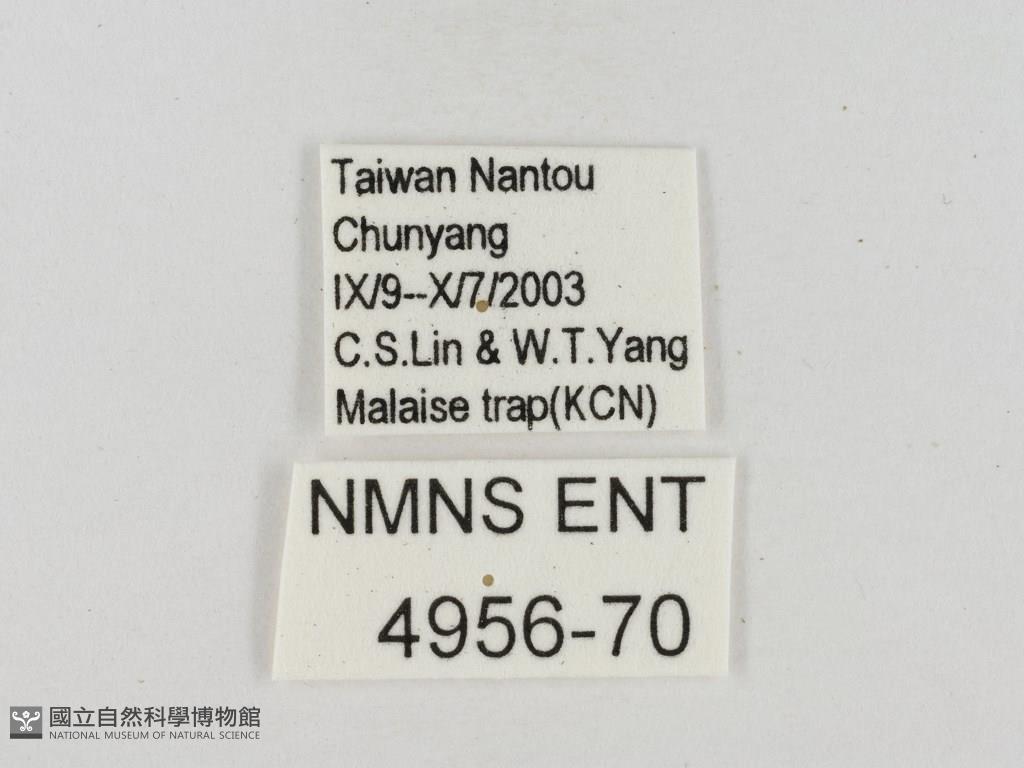 Taiwan Nantou
Chunyang
IX/9--X/7/2003
C.S.Lin & W.T.Yang
Malaise trap(KCN)
NMNS ENT
4956-70
國立自然科學博物館
NATIONAL MUSEUM OF NATURAL SCIENCE